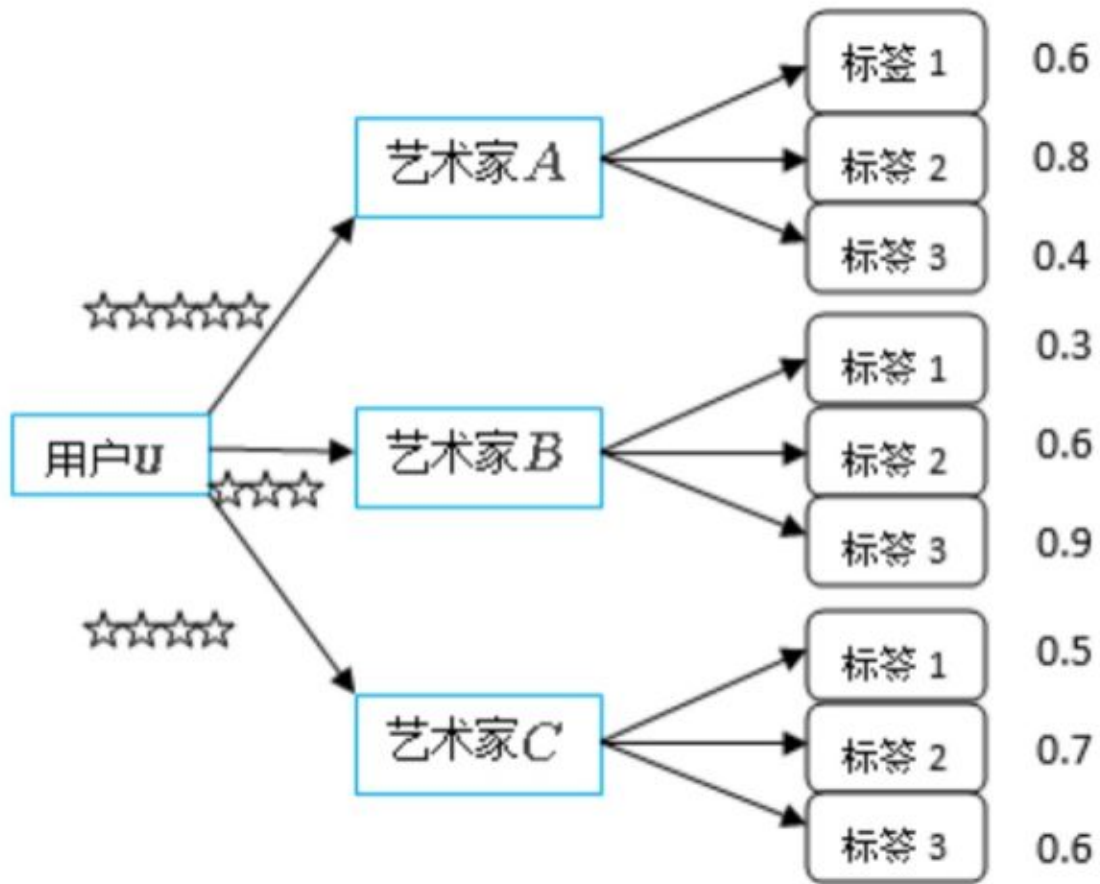 标签 1 0.6
艺术家A
标签 2 0.8
标签 3 0.4
☆☆☆☆☆
标签 1 0.3
用户u
艺术家B
标签 2 0.6
☆☆☆
标签 3 0.9
☆☆☆☆
标签 1 0.5
艺术家C
标签 2 0.7
标签 3 0.6